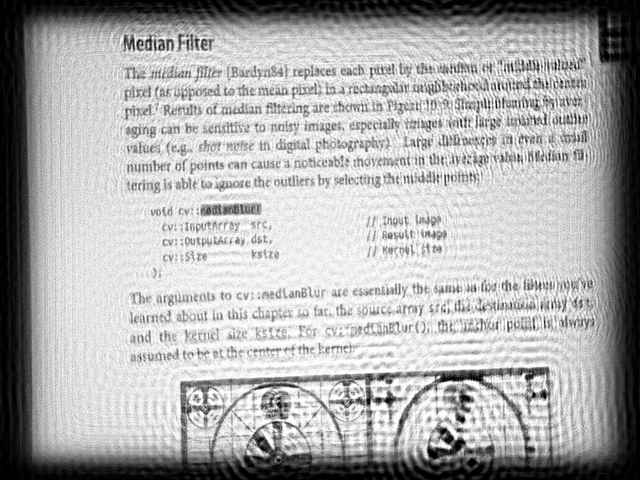 Median Filter
The median filter [Bardyn84] replaces each pixel by the median or "middle-valued"
pixel (as opposed to the mean pixel) in a rectangular neighborhood around the center
pixel.7 Results of median filtering are shown in Figure 10-9. Simple blurring by aver-
aging can be sensitive to noisy images, especially images with large isolated outlier
values (e.g., shot noise in digital photography). Large differences in even a small
number of points can cause a noticeable movement in the average value. Median fil-
tering is able to ignore the outliers by selecting the middle points.
void cv::medianBlur(
cv::InputArray src, // Input image
cv::OutputArray dst, // Result image
cv::Size ksize // Kernel size
);
The arguments to cv::medianBlur are essentially the same as for the filters you've
learned about in this chapter so far: the source array src, the destination array dst,
and the kernel size ksize. For cv::medianBlur(), the anchor point is always
assumed to be at the center of the kernel.